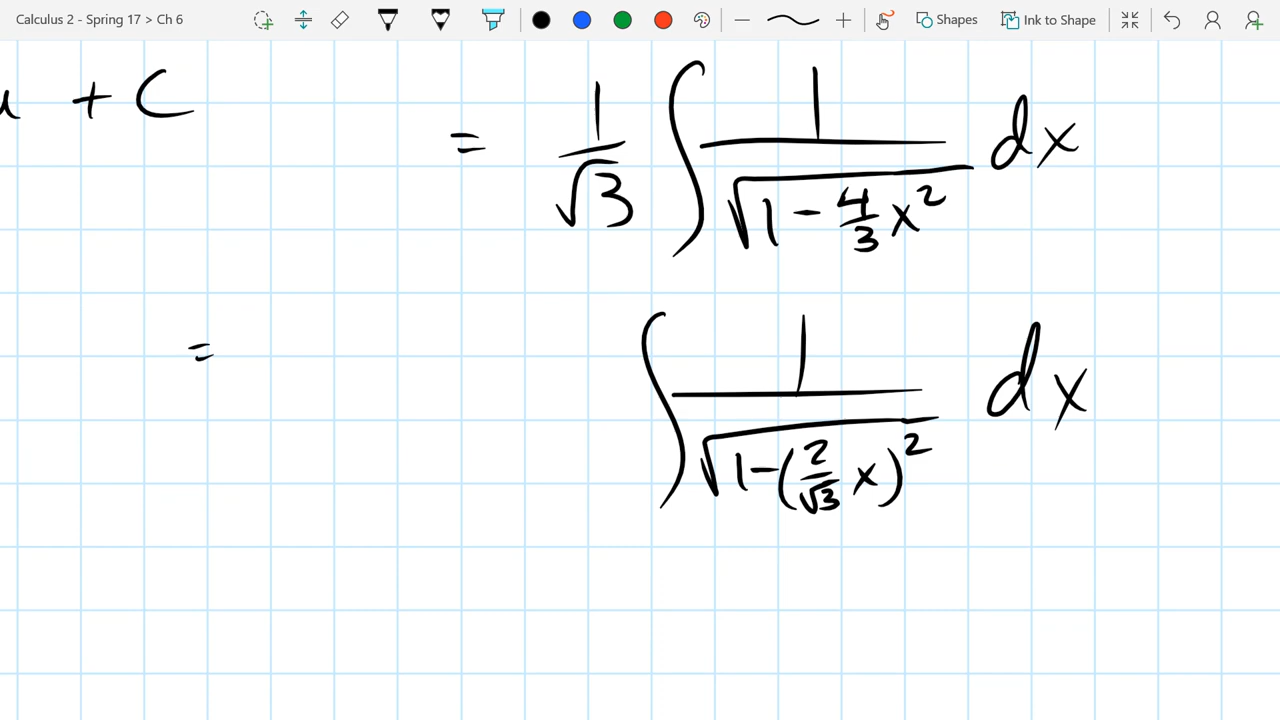 Calculus 2 - Spring 17 > Ch 6
Shapes
Ink to Shape
+ C
= 1/√3 ∫ 1/√(1 - 4/3 x²) dx
= ∫ 1/√(1 - (2/√3 x)²) dx